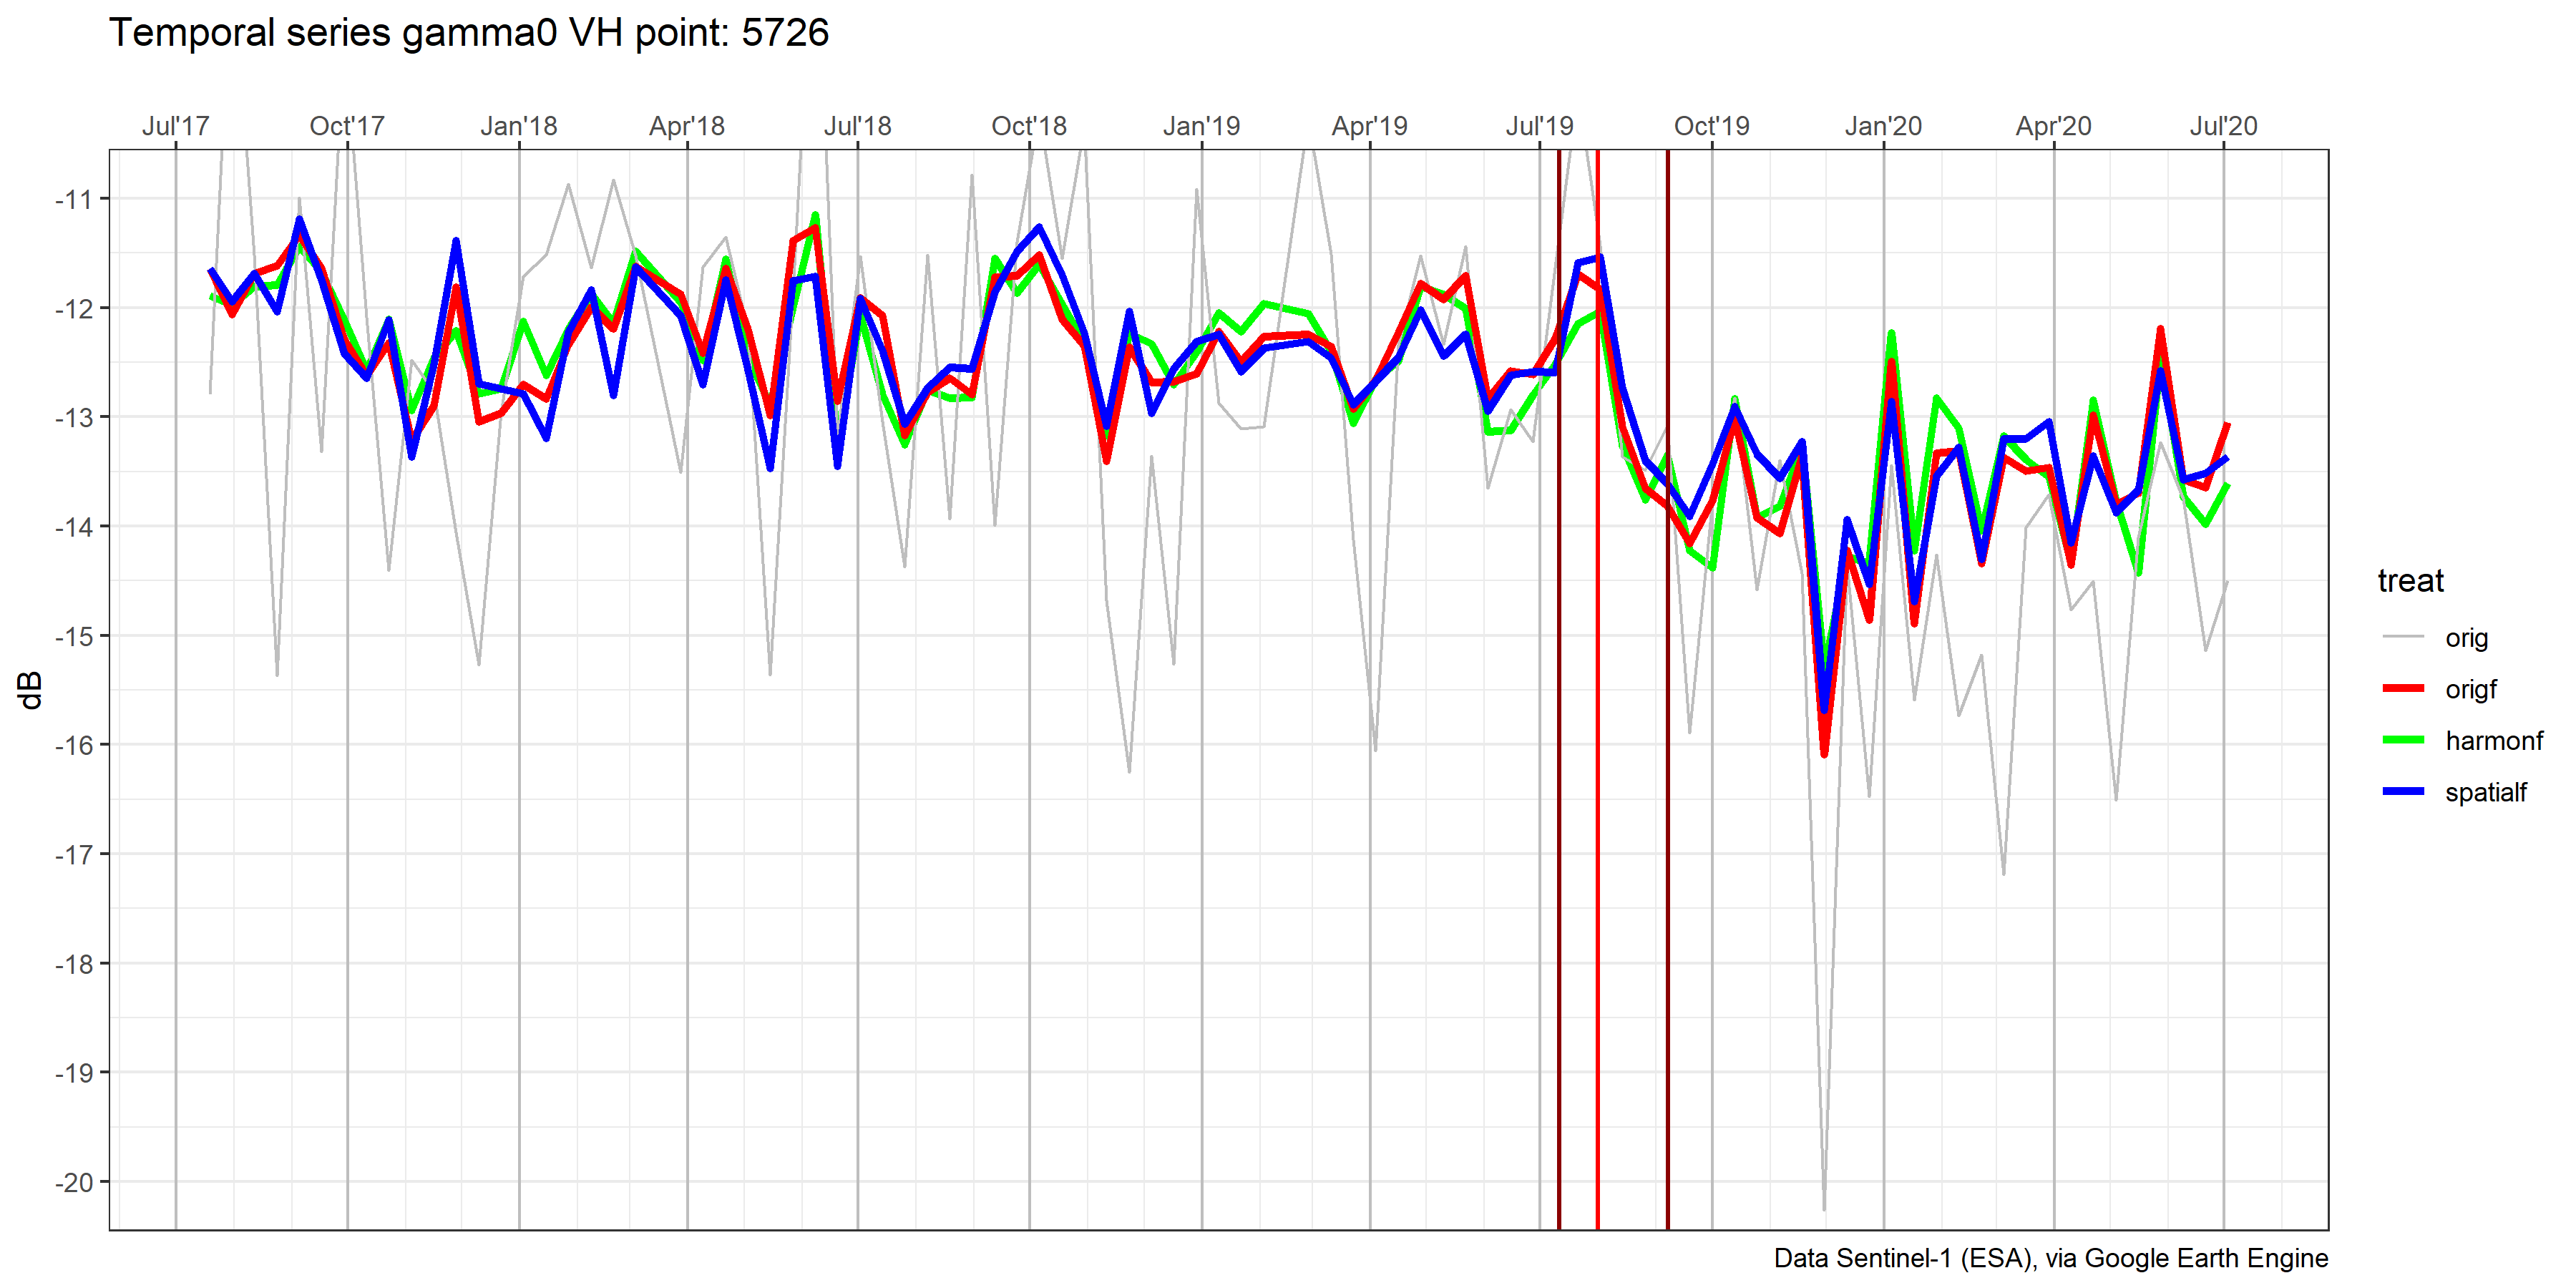 Temporal series gamma0 VH point: 5726
Jul'17 Oct'17 Jan'18 Apr'18 Jul'18 Oct'18 Jan'19 Apr'19 Jul'19 Oct'19 Jan'20 Apr'20 Jul'20
-11
-12
-13
-14
-15
-16
-17
-18
-19
-20
dB
treat
orig
origf
harmonf
spatialf
Data Sentinel-1 (ESA), via Google Earth Engine